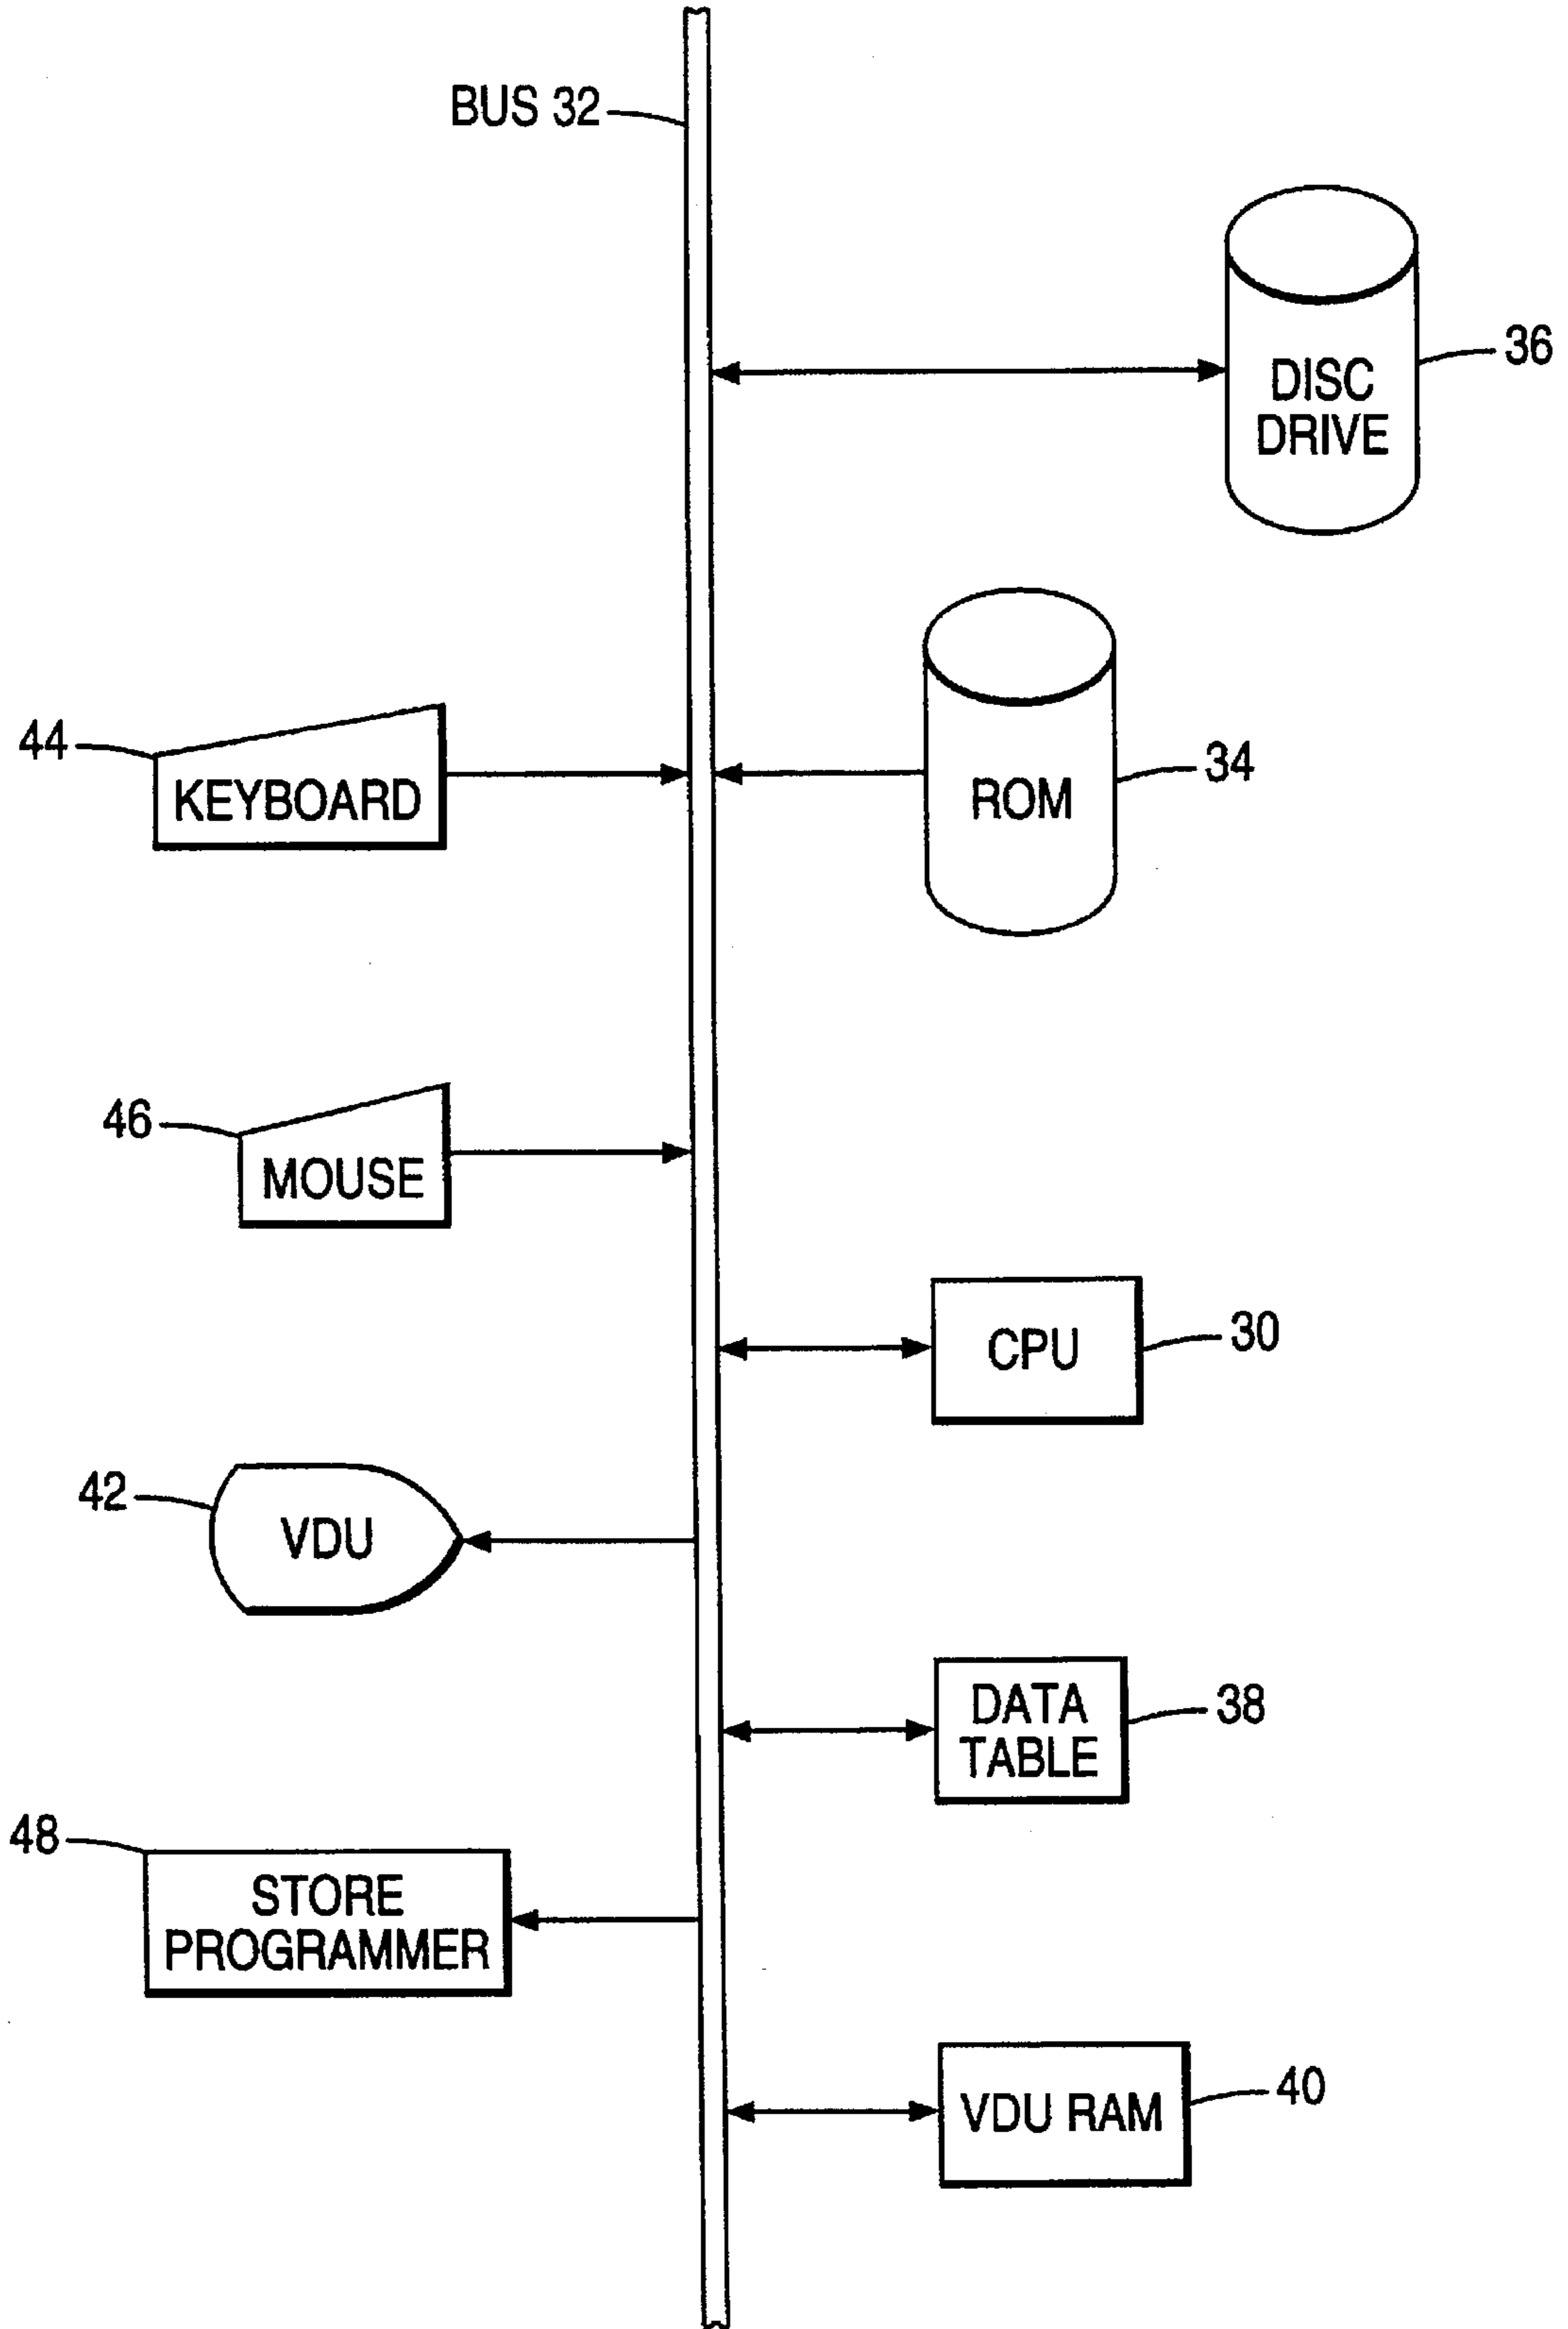 BUS 32
DISC
DRIVE
36
44
KEYBOARD
ROM
34
46
MOUSE
CPU
30
42
VDU
DATA
TABLE
38
48
STORE
PROGRAMMER
VDU RAM
40